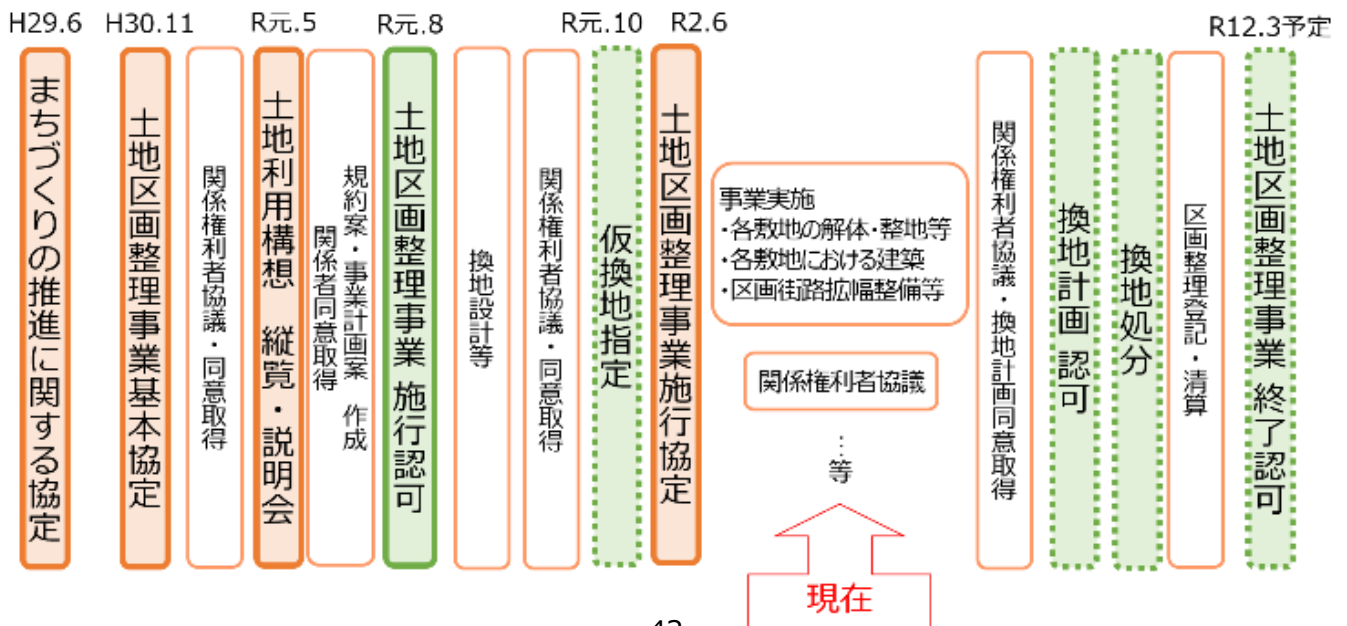 H29.6
H30.11
R元.5
R元.8
R元.10
R2.6
R12.3予定
まちづくりの推進に関する協定
土地区画整理事業基本協定
関係権利者協議・同意取得
土地利用構想 縦覧・説明会
規約案・事業計画案 作成
関係者同意取得
土地区画整理事業 施行認可
換地設計等
関係権利者協議・同意取得
仮換地指定
土地区画整理事業施行協定
事業実施
・各敷地の解体・整地等
・各敷地における建築
・区画街路拡幅整備等
関係権利者協議
…
等
現在
関係権利者協議・換地計画同意取得
換地計画 認可
換地処分
区画整理登記・清算
土地区画整理事業 終了認可